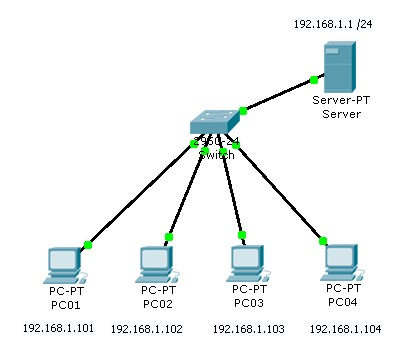 192.168.1.1 /24
Server-PT
Server
2950-24
Switch
PC-PT
PC01
PC-PT
PC02
PC-PT
PC03
PC-PT
PC04
192.168.1.101
192.168.1.102
192.168.1.103
192.168.1.104